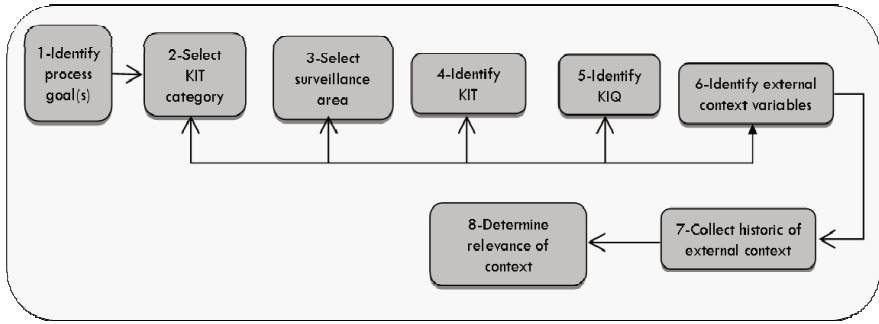 1-Identify
process
goal(s)
2-Select
KIT
category
3-Select
surveillance
area
4-Identify
KIT
5-Identify
KIQ
6-Identify external
context variables
7-Collect historic of
external context
8-Determine
relevance of
context